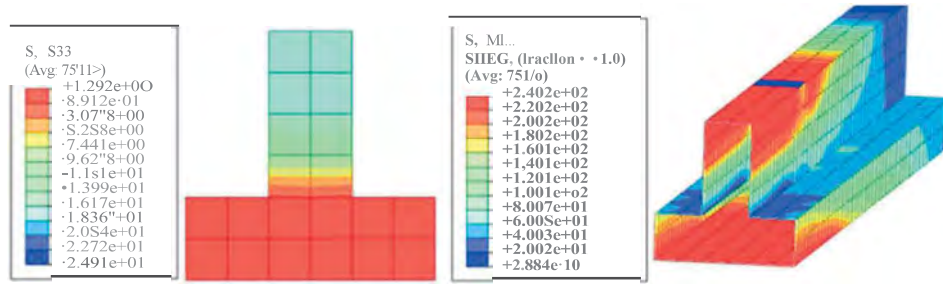 S, S33
(Avg: 75'11>)
+1.292e+0O
·8.912e·01
·3.07"8+00
·S.2S8e+00
·7.441e+00
·9.62"8+00
-1.1s1e+01
•1.399e+01
·1.617e+01
·1.836"+01
·2.0S4e+01
·2.272e+01
·2.491e+01
S, Ml...
SIIEG, (lraclIon · ·1.0)
(Avg: 751/o)
+2.402e+02
+2.202e+02
+2.002e+02
+1.802e+02
+1.601e+02
+1,401e+02
+1.201e+02
+1.001e+o2
+8.007e+01
+6.00Se+01
+4.003e+01
+2.002e+01
+2.884e·10